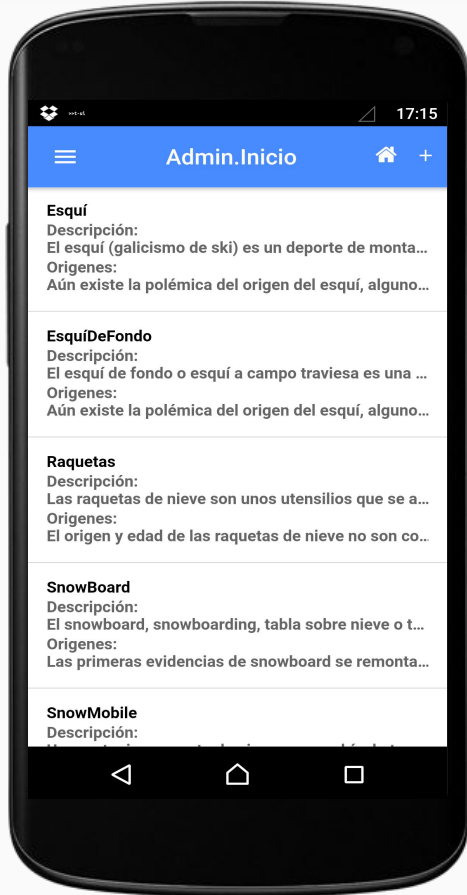 17:15
Admin.Inicio
Esquí
Descripción:
El esquí (galicismo de ski) es un deporte de monta...
Origenes:
Aún existe la polémica del origen del esquí, alguno...
EsquíDeFondo
Descripción:
El esquí de fondo o esquí a campo traviesa es una ...
Origenes:
Aún existe la polémica del origen del esquí, alguno...
Raquetas
Descripción:
Las raquetas de nieve son unos utensilios que se a...
Origenes:
El origen y edad de las raquetas de nieve no son co...
SnowBoard
Descripción:
El snowboard, snowboarding, tabla sobre nieve o t...
Origenes:
Las primeras evidencias de snowboard se remonta...
SnowMobile
Descripción: